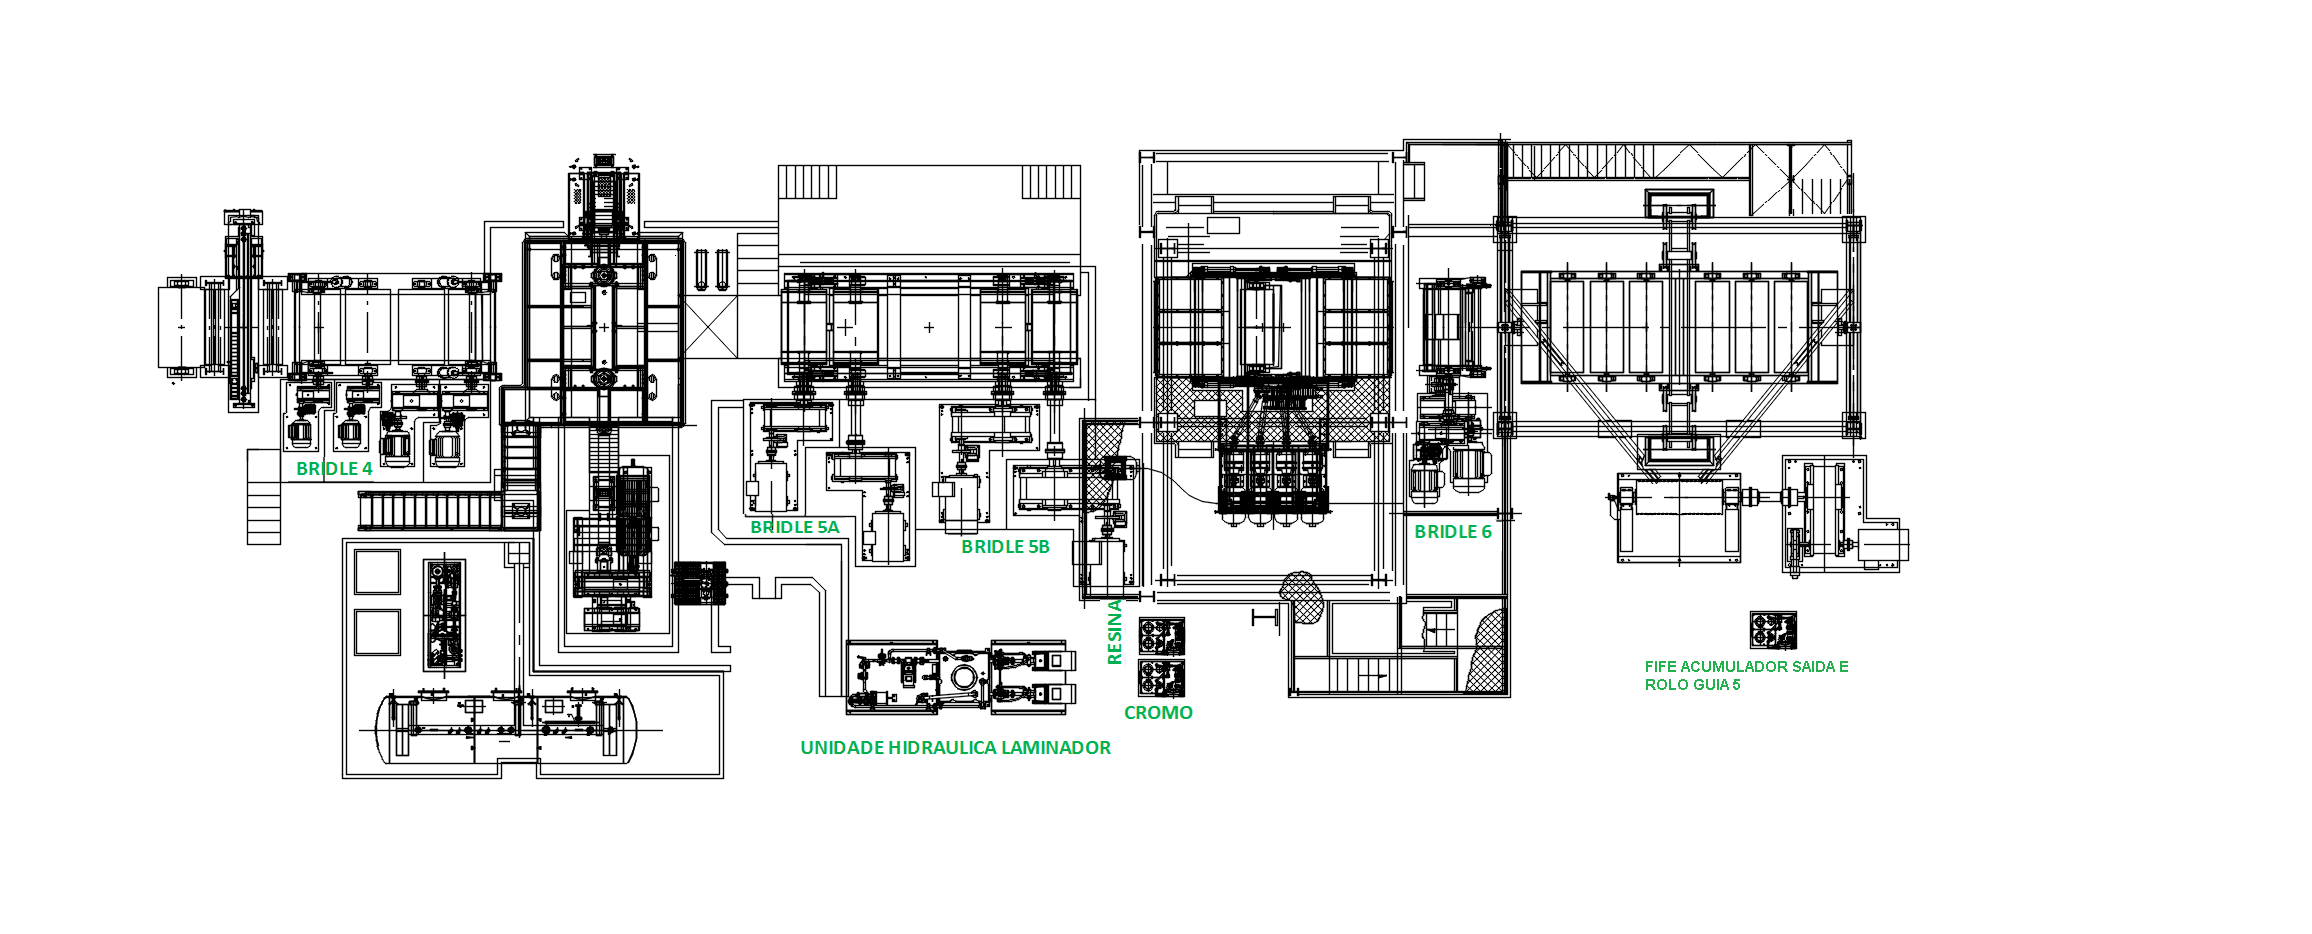 BRIDLE 4
BRIDLE 5A
BRIDLE 5B
BRIDLE 6
RESINA
CROMO
UNIDADE HIDRAULICA LAMINADOR
FIFE ACUMULADOR SAIDA E
ROLO GUIA 5